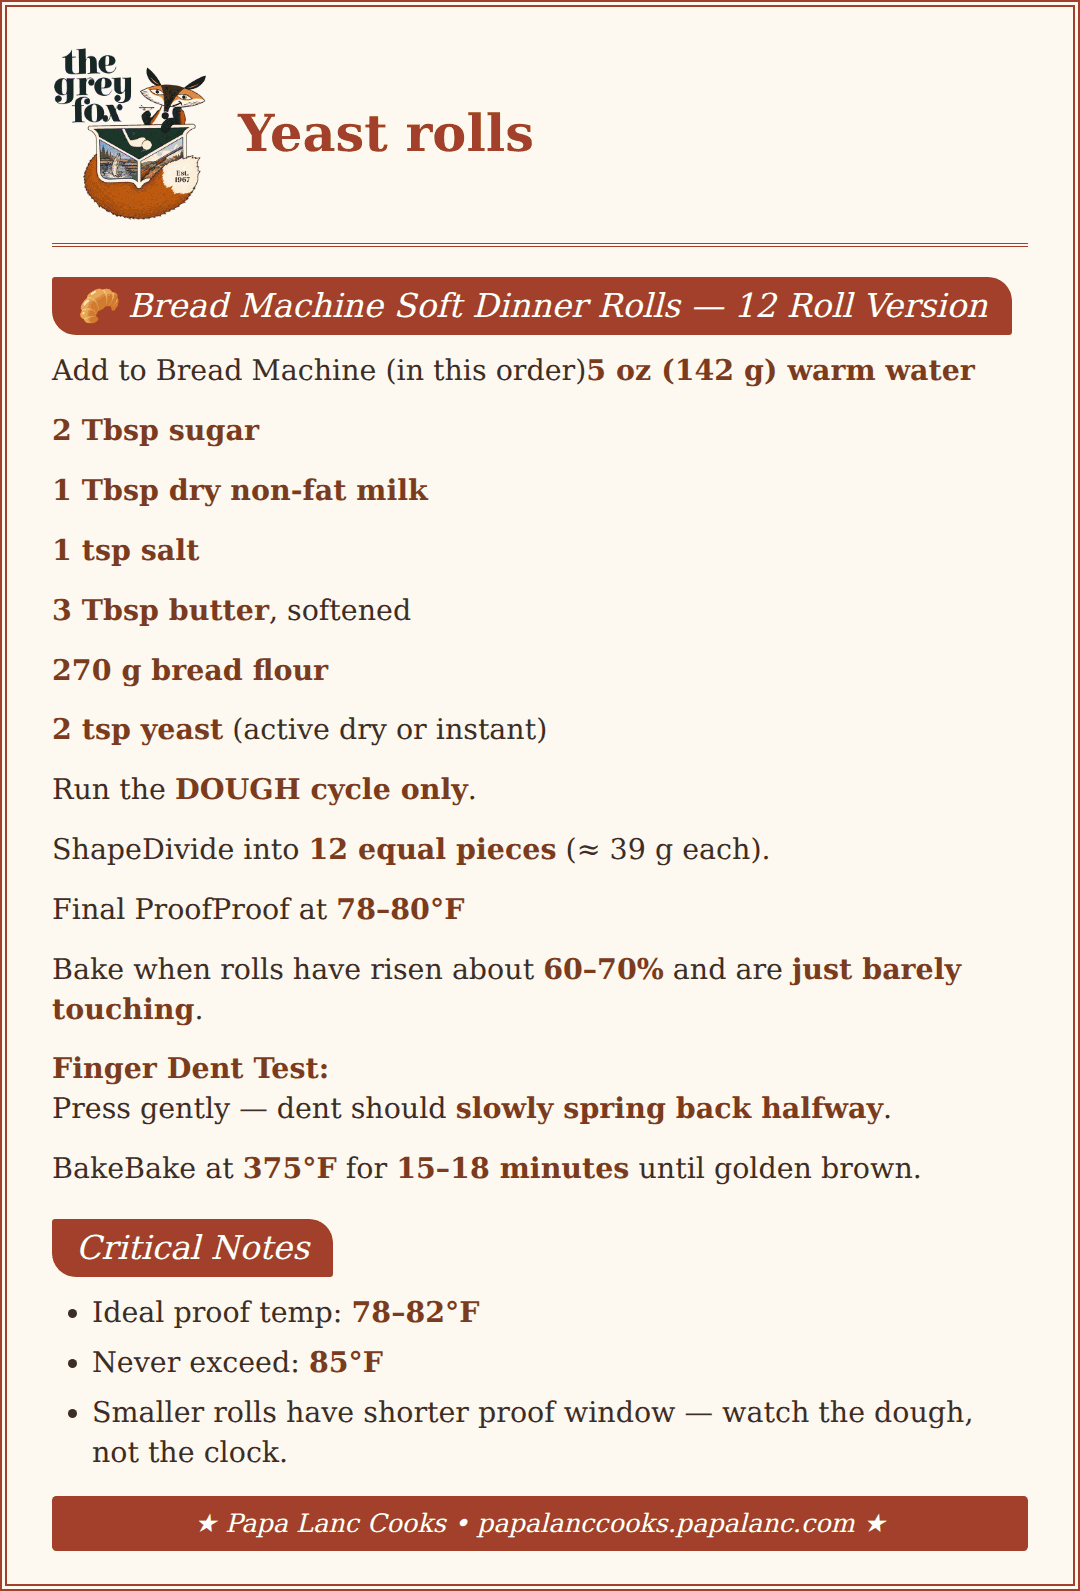 the
grey
fox
Est.
1967
Yeast rolls
🥐 Bread Machine Soft Dinner Rolls — 12 Roll Version
Add to Bread Machine (in this order)5 oz (142 g) warm water
2 Tbsp sugar
1 Tbsp dry non-fat milk
1 tsp salt
3 Tbsp butter, softened
270 g bread flour
2 tsp yeast (active dry or instant)
Run the DOUGH cycle only.
ShapeDivide into 12 equal pieces (≈ 39 g each).
Final ProofProof at 78–80°F
Bake when rolls have risen about 60–70% and are just barely
touching.
Finger Dent Test:
Press gently — dent should slowly spring back halfway.
BakeBake at 375°F for 15–18 minutes until golden brown.
Critical Notes
• Ideal proof temp: 78–82°F
• Never exceed: 85°F
• Smaller rolls have shorter proof window — watch the dough,
not the clock.
★ Papa Lanc Cooks • papalanccooks.papalanc.com ★